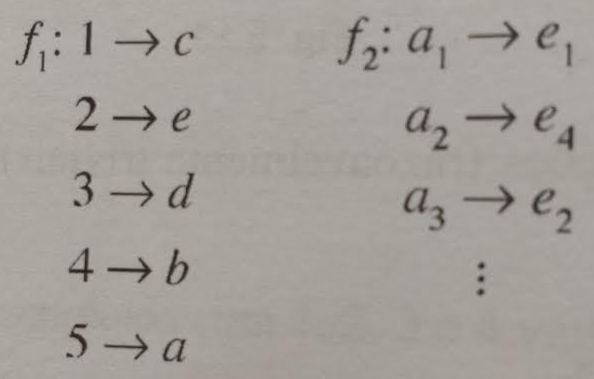 f₁: 1 → c f₂: a₁ → e₁
2 → e a₂ → e₄
3 → d a₃ → e₂
4 → b ⋮
5 → a